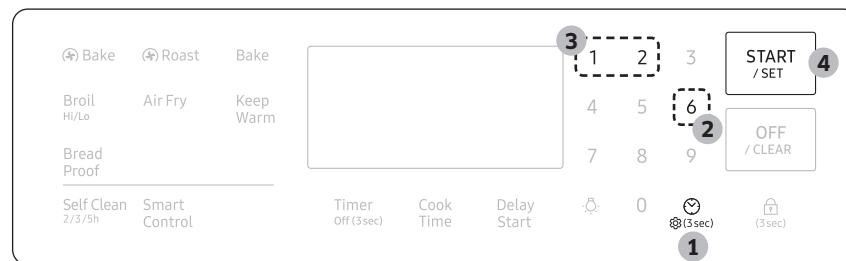 Bake
Roast
Bake
3
1
2
3
START
/ SET
4
Broil
Hi/Lo
Air Fry
Keep
Warm
4
5
6
2
OFF
/ CLEAR
Bread
Proof
7
8
9
Self Clean
2/3/5h
Smart
Control
Timer
Off (3 sec)
Cook
Time
Delay
Start
0
(3 sec)
(3 sec)
1